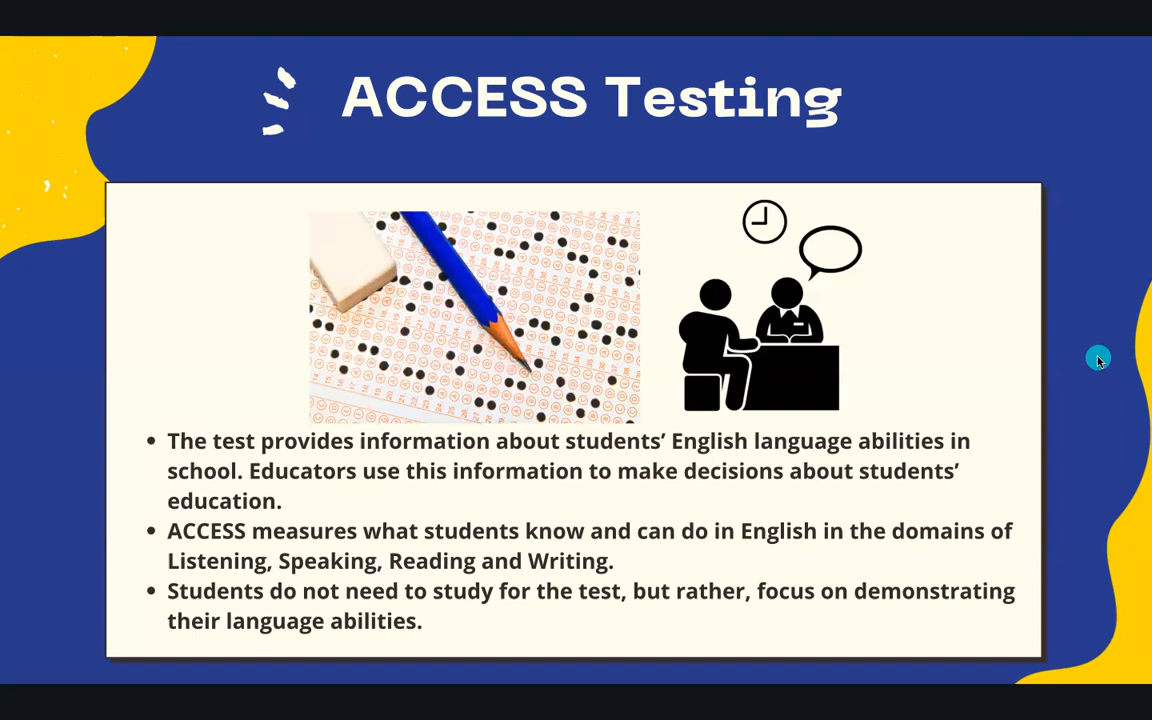 ACCESS Testing
• The test provides information about students’ English language abilities in
school. Educators use this information to make decisions about students’
education.
• ACCESS measures what students know and can do in English in the domains of
Listening, Speaking, Reading and Writing.
• Students do not need to study for the test, but rather, focus on demonstrating
their language abilities.